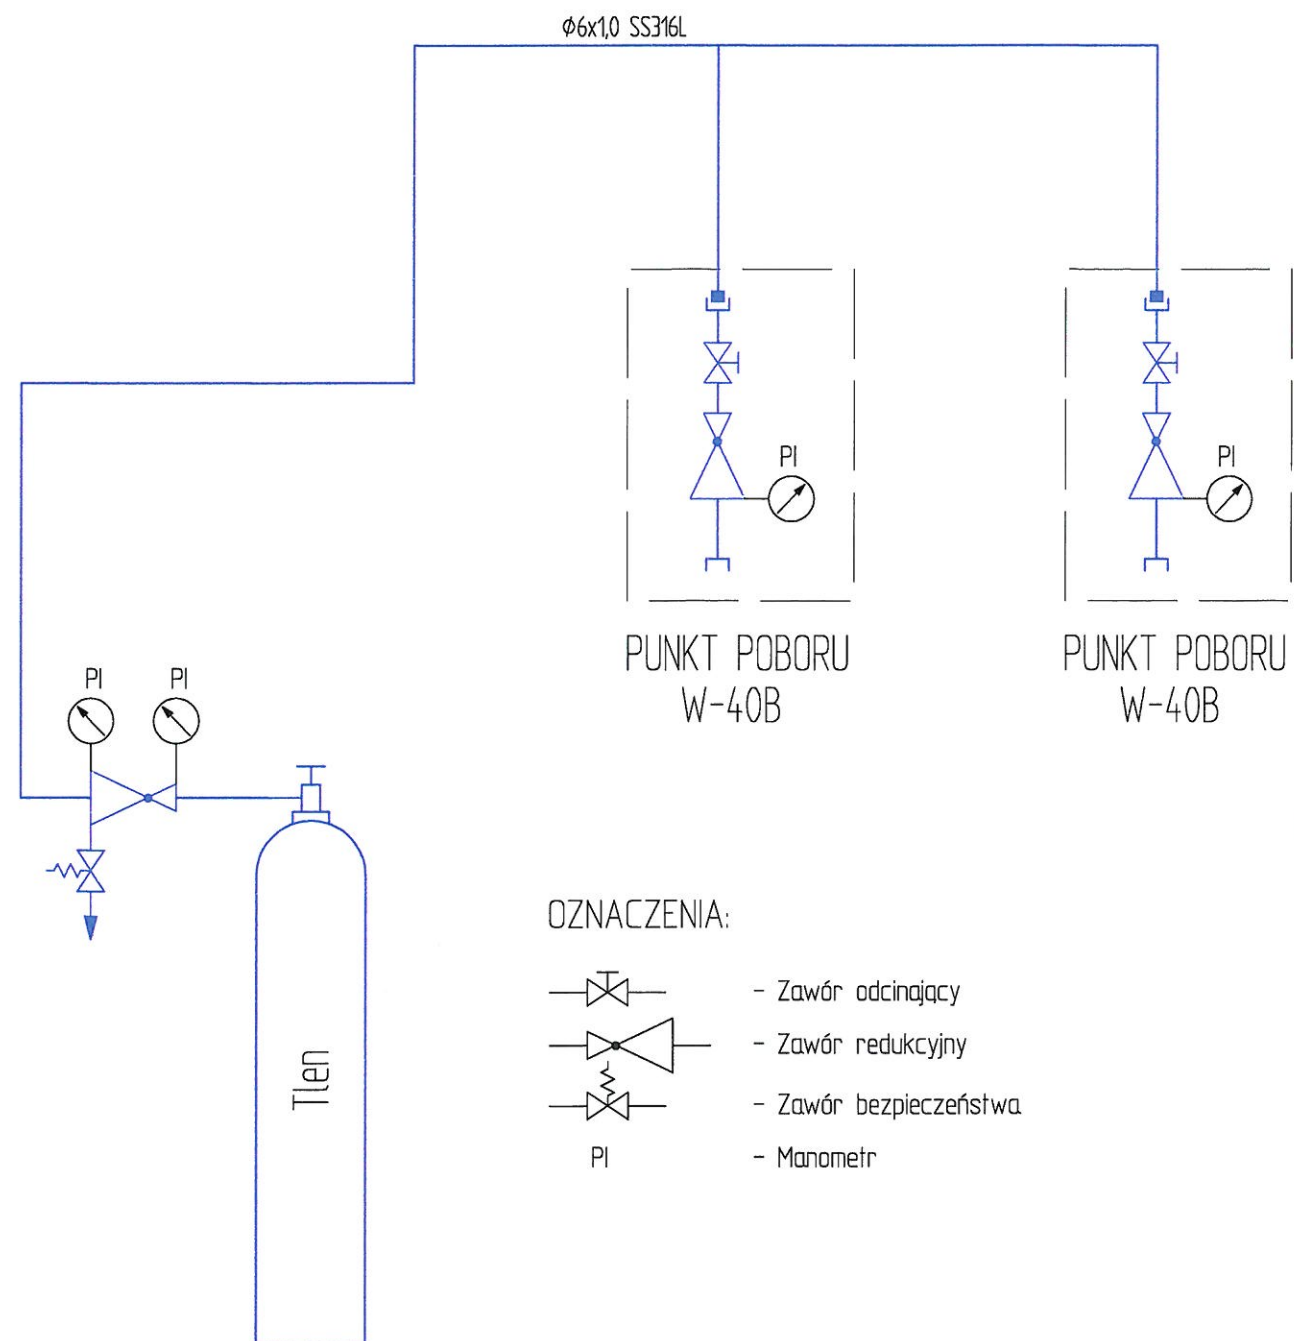 Φ6x1,0 SS316L
PI
PI
PUNKT POBORU
W-40B
PUNKT POBORU
W-40B
PI
PI
Tlen
OZNACZENIA:
- Zawór odcinający
- Zawór redukcyjny
- Zawór bezpieczeństwa
PI - Manometr